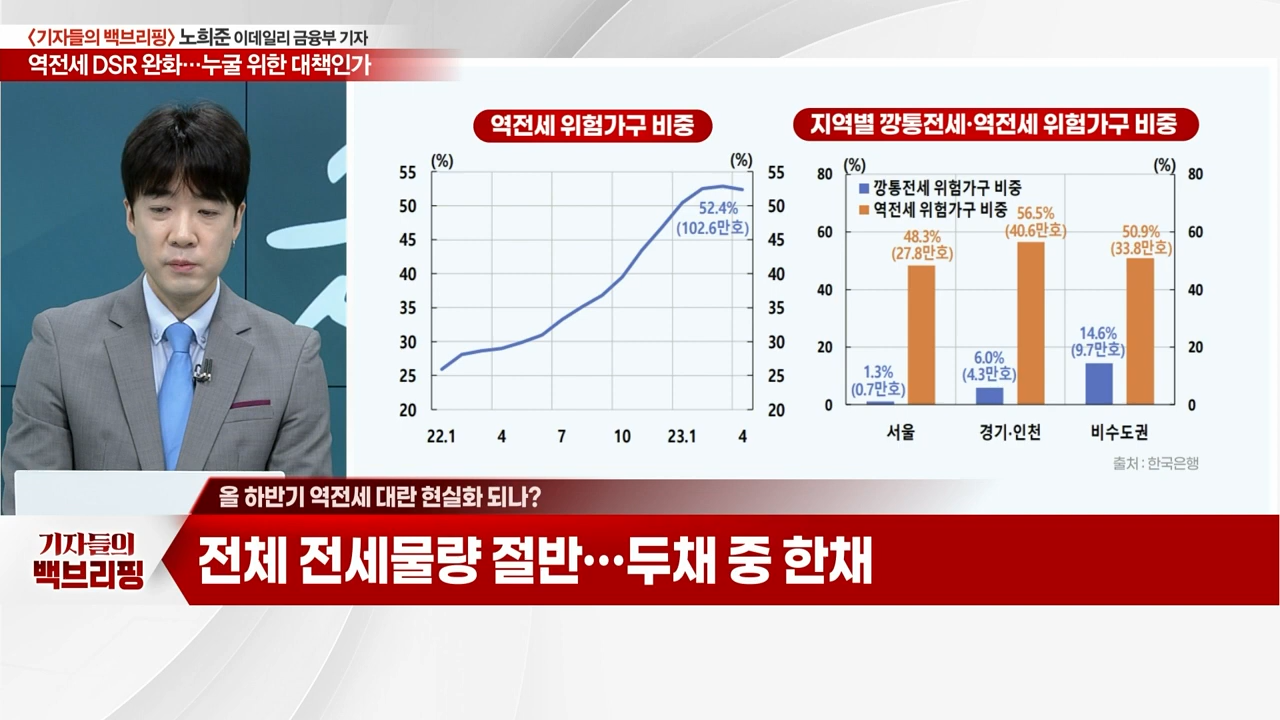 〈기자들의 백브리핑〉 노희준 이데일리 금융부 기자
역전세 DSR 완화···누굴 위한 대책인가
역전세 위험가구 비중
(%) (%)
55 55
50 50
45 45
40 40
35 35
30 30
25 25
20 20
52.4%
(102.6만호)
22.1 4 7 10 23.1 4
지역별 깡통전세·역전세 위험가구 비중
(%) (%)
80 80
60 60
40 40
20 20
0 0
깡통전세 위험가구 비중
역전세 위험가구 비중
1.3%
(0.7만호)
48.3%
(27.8만호)
6.0%
(4.3만호)
56.5%
(40.6만호)
14.6%
(9.7만호)
50.9%
(33.8만호)
서울 경기·인천 비수도권
출처 : 한국은행
올 하반기 역전세 대란 현실화 되나?
기자들의
백브리핑
전체 전세물량 절반···두채 중 한채